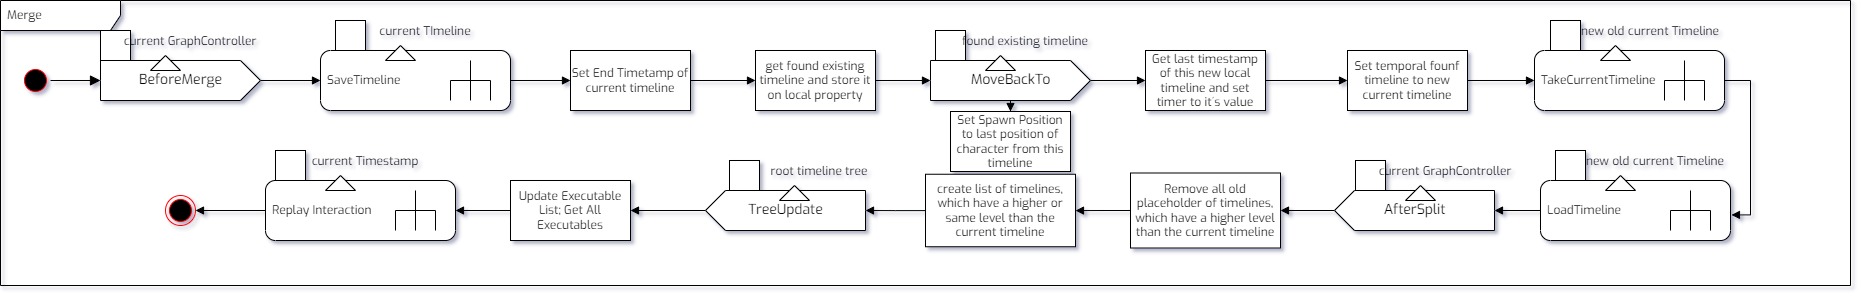 Merge
current GraphController
BeforeMerge
current TImeline
SaveTimeline
Set End Timetamp of
current timeline
get found existing
timeline and store it
on local property
found existing timeline
MoveBackTo
Set Spawn Position
to last position of
character from this
timeline
Get last timestamp
of this new local
timeline and set
timer to it's value
Set temporal founf
timeline to new
current timeline
new old current Timeline
TakeCurrentTimeline
new old current Timeline
LoadTimeline
current GraphController
AfterSplit
Remove all old
placeholder of timelines,
which have a higher level
than the current timeline
create list of timelines,
which have a higher or
same level than the
current timeline
root timeline tree
TreeUpdate
Update Executable
List; Get All
Executables
current Timestamp
Replay Interaction